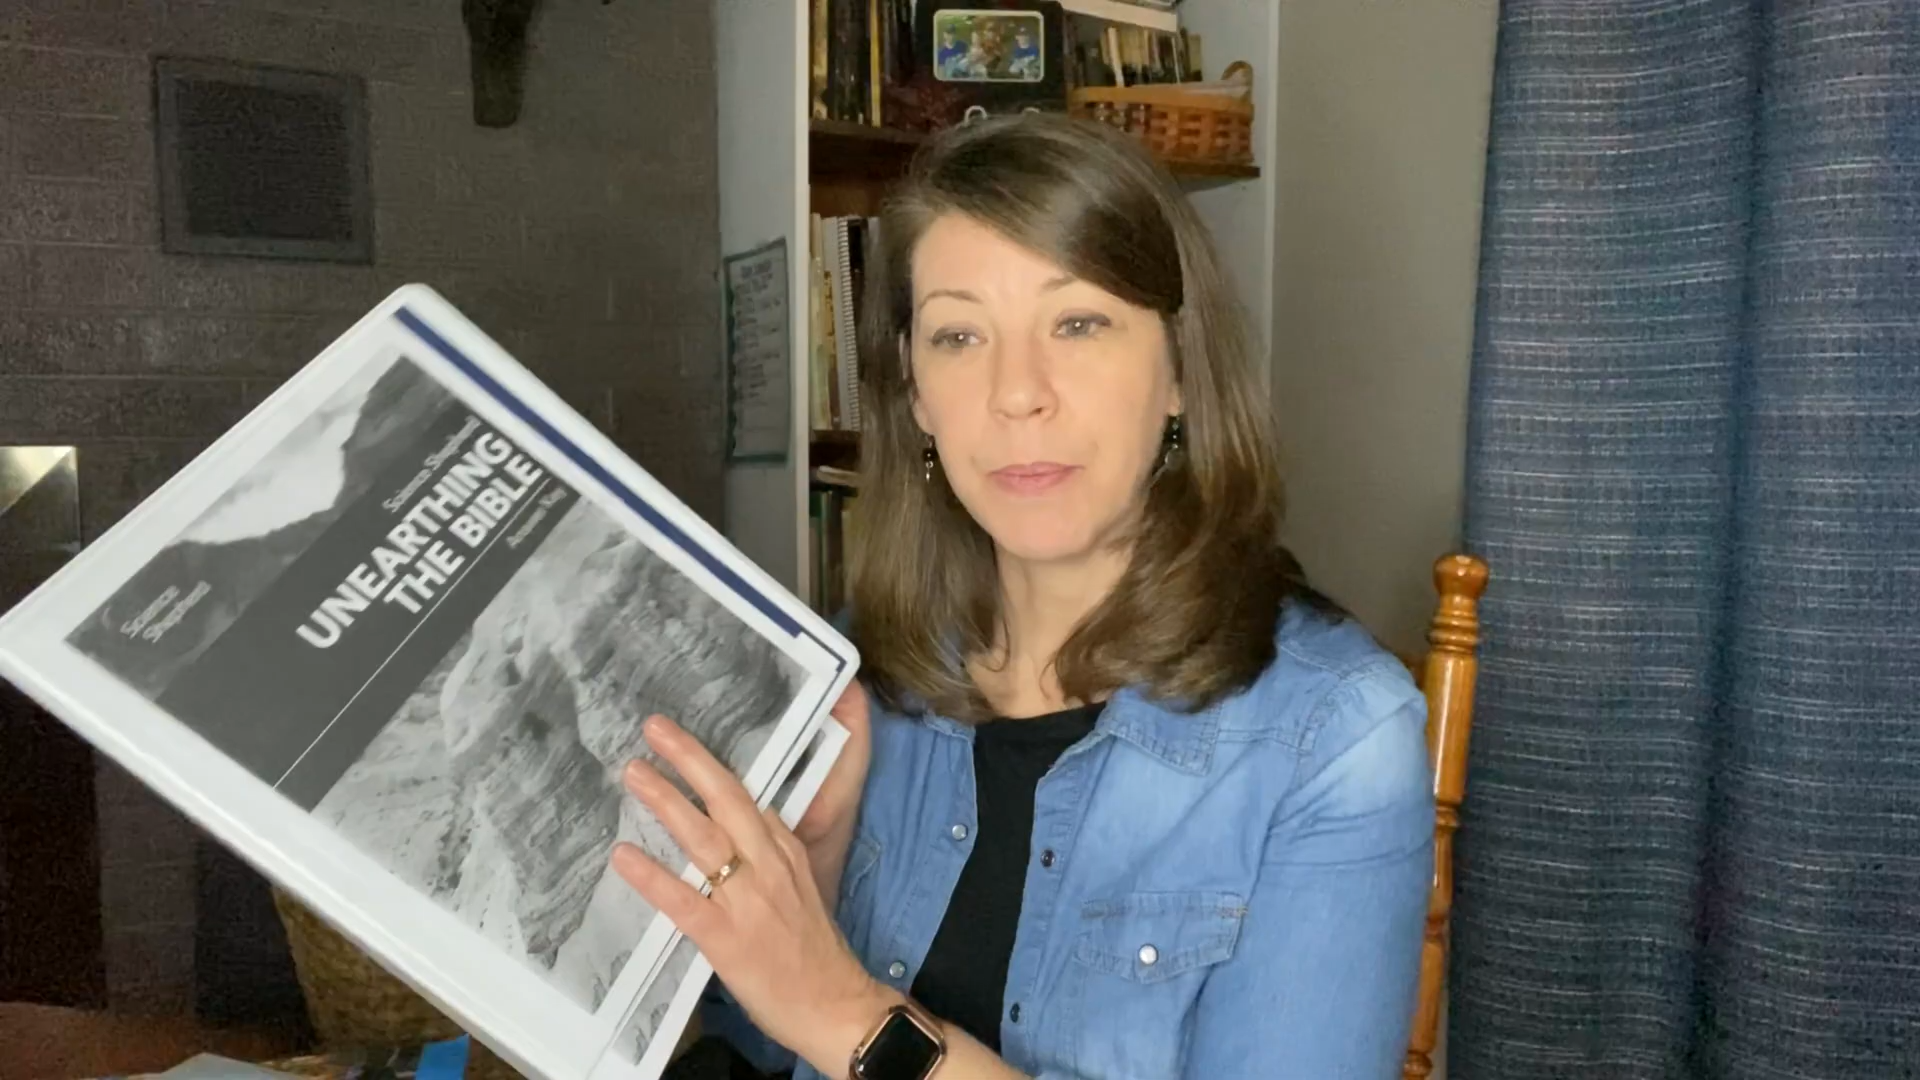 Science Shepherd
UNEARTHING
THE BIBLE
Answer Key
Science
Shepherd